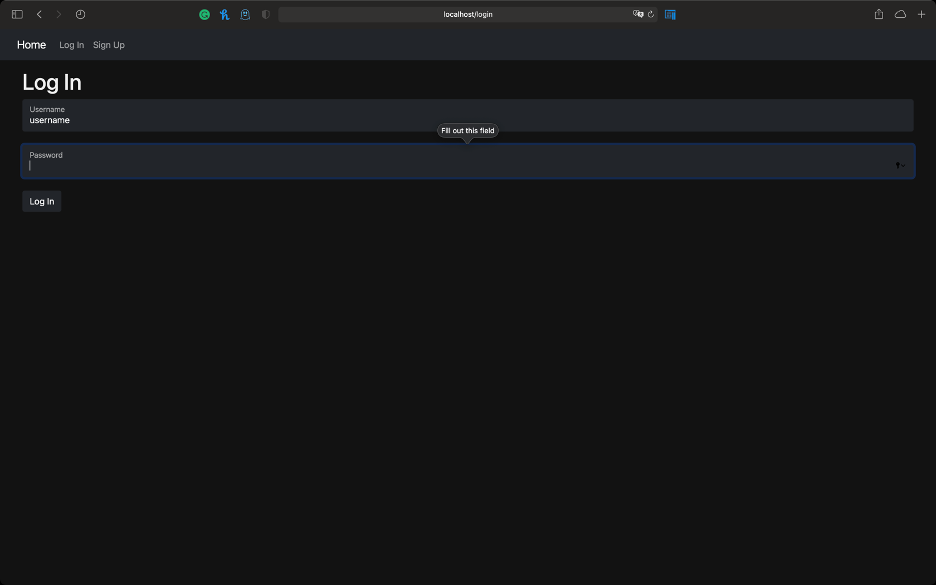 localhost/login
Home Log In Sign Up
Log In
Username
username
Fill out this field
Password
Log In